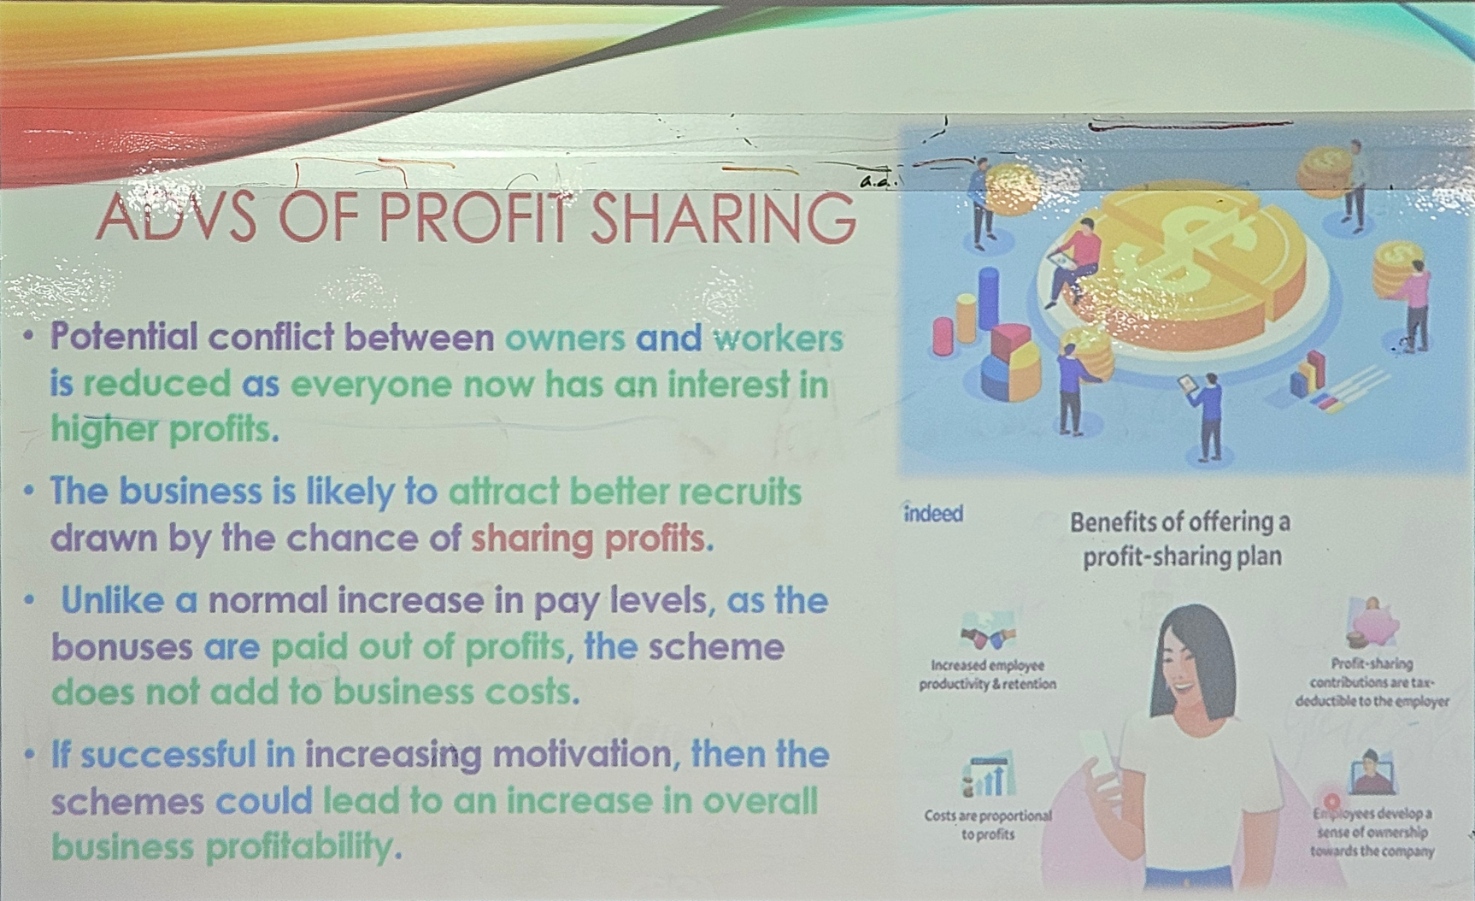 ADVS OF PROFIT SHARING
• Potential conflict between owners and workers
is reduced as everyone now has an interest in
higher profits.
• The business is likely to attract better recruits
drawn by the chance of sharing profits.
• Unlike a normal increase in pay levels, as the
bonuses are paid out of profits, the scheme
does not add to business costs.
• If successful in increasing motivation, then the
schemes could lead to an increase in overall
business profitability.
indeed
Benefits of offering a
profit-sharing plan
Increased employee
productivity & retention
Profit-sharing
contributions are tax-
deductible to the employer
Costs are proportional
to profits
Employees develop a
sense of ownership
towards the company